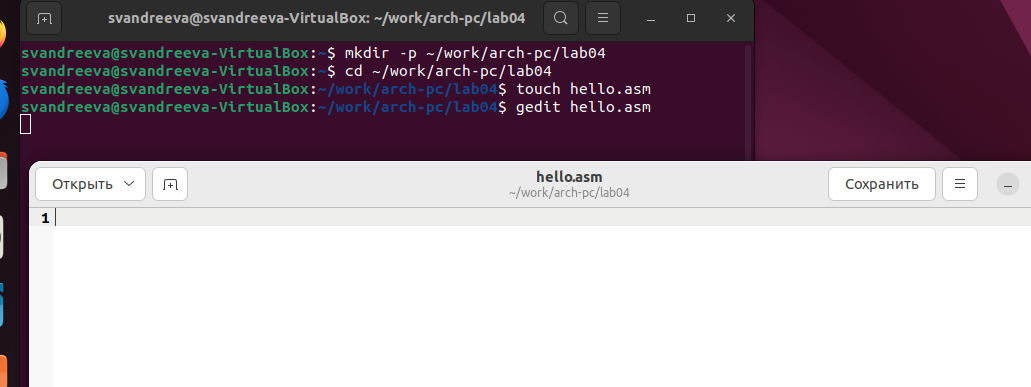 svandreeva@svandreeva-VirtualBox: ~/work/arch-pc/lab04
svandreeva@svandreeva-VirtualBox:~$ mkdir -p ~/work/arch-pc/lab04
svandreeva@svandreeva-VirtualBox:~$ cd ~/work/arch-pc/lab04
svandreeva@svandreeva-VirtualBox:~/work/arch-pc/lab04$ touch hello.asm
svandreeva@svandreeva-VirtualBox:~/work/arch-pc/lab04$ gedit hello.asm
Открыть
hello.asm
~/work/arch-pc/lab04
Сохранить
1